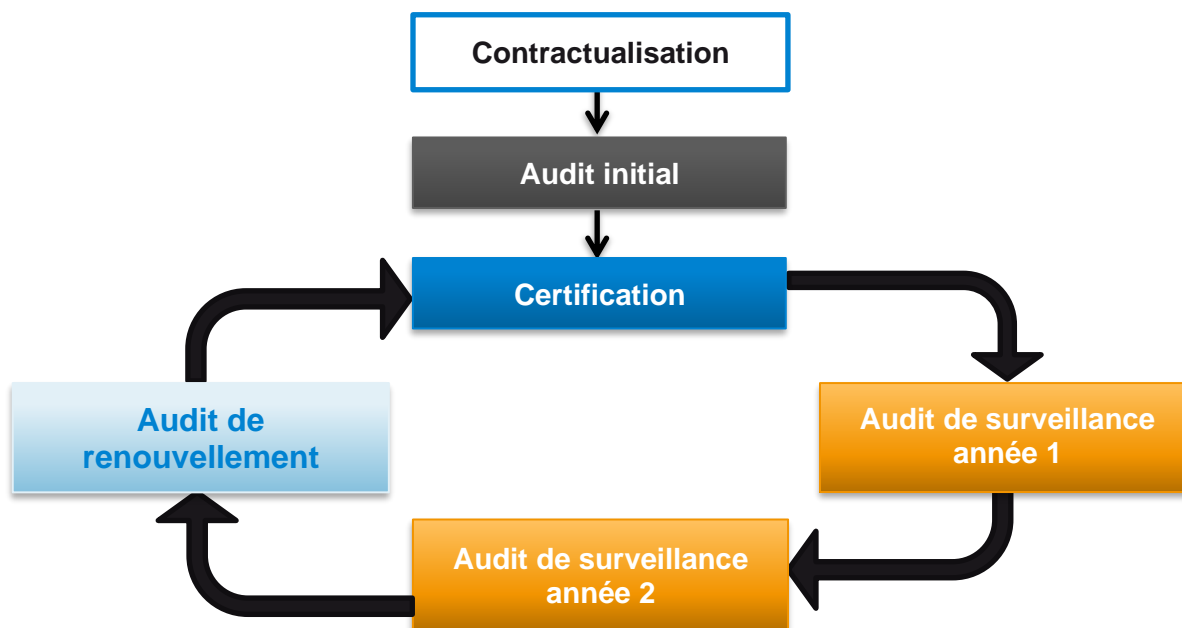 Contractualisation
Audit initial
Certification
Audit de surveillance
année 1
Audit de surveillance
année 2
Audit de
renouvellement